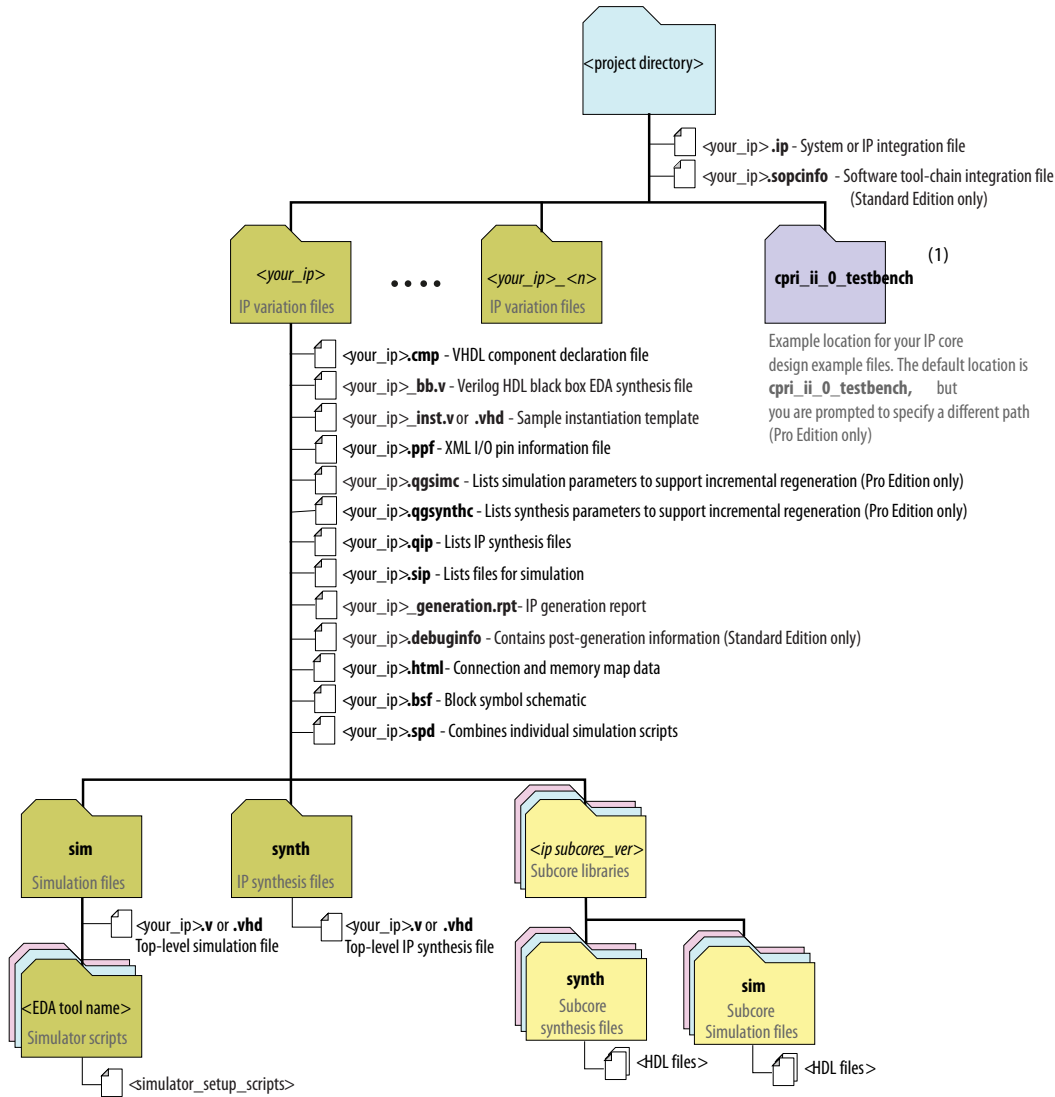 <project directory>
<your_ip>.ip - System or IP integration file
<your_ip>.sopcinfo - Software tool-chain integration file
(Standard Edition only)
<your_ip>
IP variation files
<your_ip>_<n>
IP variation files
cpri_ii_0_testbench
(1)
Example location for your IP core
design example files. The default location is
cpri_ii_0_testbench, but
you are prompted to specify a different path
(Pro Edition only)
<your_ip>.cmp - VHDL component declaration file
<your_ip>_bb.v - Verilog HDL black box EDA synthesis file
<your_ip>_inst.v or .vhd - Sample instantiation template
<your_ip>.ppf - XML I/O pin information file
<your_ip>.qgsimc - Lists simulation parameters to support incremental regeneration (Pro Edition only)
<your_ip>.qgsynthc - Lists synthesis parameters to support incremental regeneration (Pro Edition only)
<your_ip>.qip - Lists IP synthesis files
<your_ip>.sip - Lists files for simulation
<your_ip>_generation.rpt- IP generation report
<your_ip>.debuginfo - Contains post-generation information (Standard Edition only)
<your_ip>.html- Connection and memory map data
<your_ip>.bsf - Block symbol schematic
<your_ip>.spd - Combines individual simulation scripts
sim
Simulation files
synth
IP synthesis files
<ip subcores_ver>
Subcore libraries
<your_ip>.v or .vhd
Top-level simulation file
<your_ip>.v or .vhd
Top-level IP synthesis file
<EDA tool name>
Simulator scripts
synth
Subcore
synthesis files
sim
Subcore
Simulation files
<HDL files>
<HDL files>
<simulator_setup_scripts>